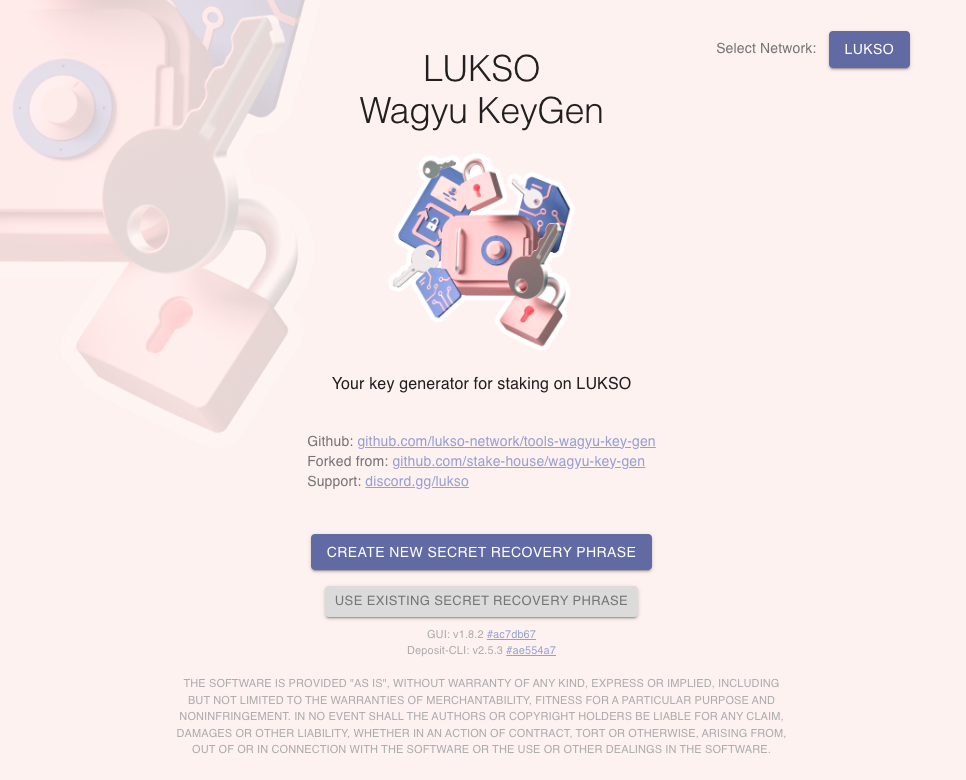 Select Network: LUKSO
LUKSO
Wagyu KeyGen
Your key generator for staking on LUKSO
Github: github.com/lukso-network/tools-wagyu-key-gen
Forked from: github.com/stake-house/wagyu-key-gen
Support: discord.gg/lukso
CREATE NEW SECRET RECOVERY PHRASE
USE EXISTING SECRET RECOVERY PHRASE
GUI: v1.8.2 #ac7db67
Deposit-CLI: v2.5.3 #ae554a7
THE SOFTWARE IS PROVIDED "AS IS", WITHOUT WARRANTY OF ANY KIND, EXPRESS OR IMPLIED, INCLUDING
BUT NOT LIMITED TO THE WARRANTIES OF MERCHANTABILITY, FITNESS FOR A PARTICULAR PURPOSE AND
NONINFRINGEMENT. IN NO EVENT SHALL THE AUTHORS OR COPYRIGHT HOLDERS BE LIABLE FOR ANY CLAIM,
DAMAGES OR OTHER LIABILITY, WHETHER IN AN ACTION OF CONTRACT, TORT OR OTHERWISE, ARISING FROM,
OUT OF OR IN CONNECTION WITH THE SOFTWARE OR THE USE OR OTHER DEALINGS IN THE SOFTWARE.